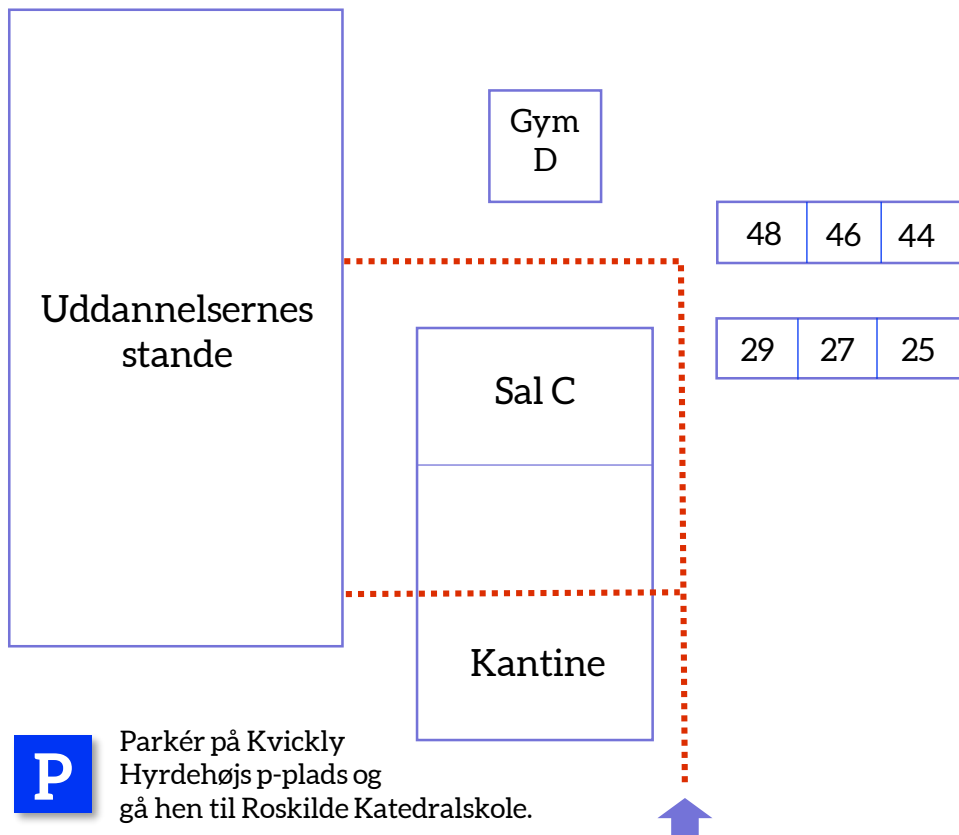 Gym
D
48 46 44
Uddannelsernes
stande
29 27 25
Sal C
Kantine
P
Parkér på Kvickly
Hyrdehøjs p-plads og
gå hen til Roskilde Katedralskole.